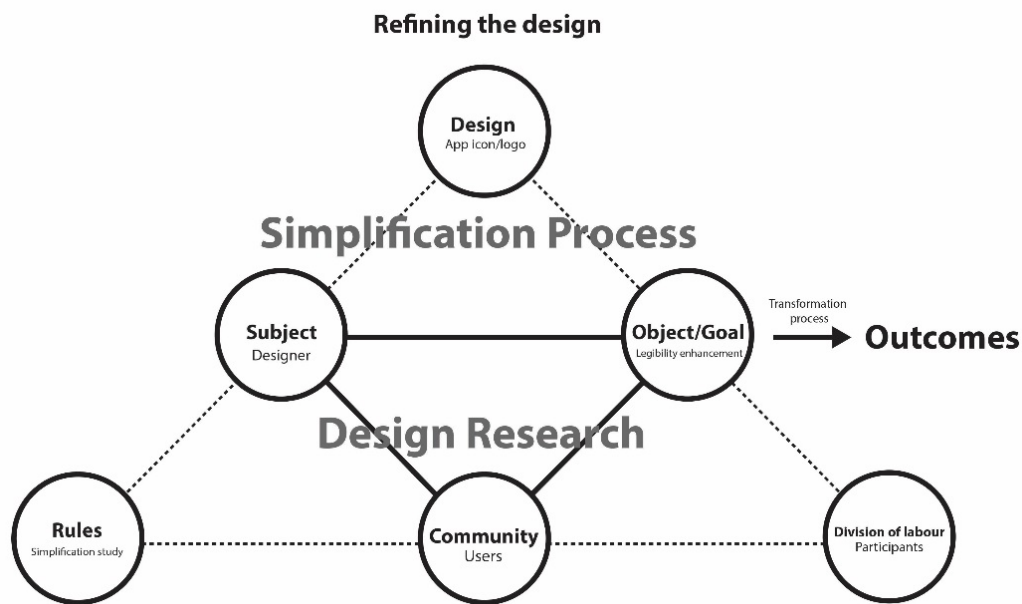 Refining the design
Design
App icon/logo
Simplification Process
Subject
Designer
Object/Goal
Legibility enhancement
Transformation
process
Outcomes
Design Research
Rules
Simplification study
Community
Users
Division of labour
Participants